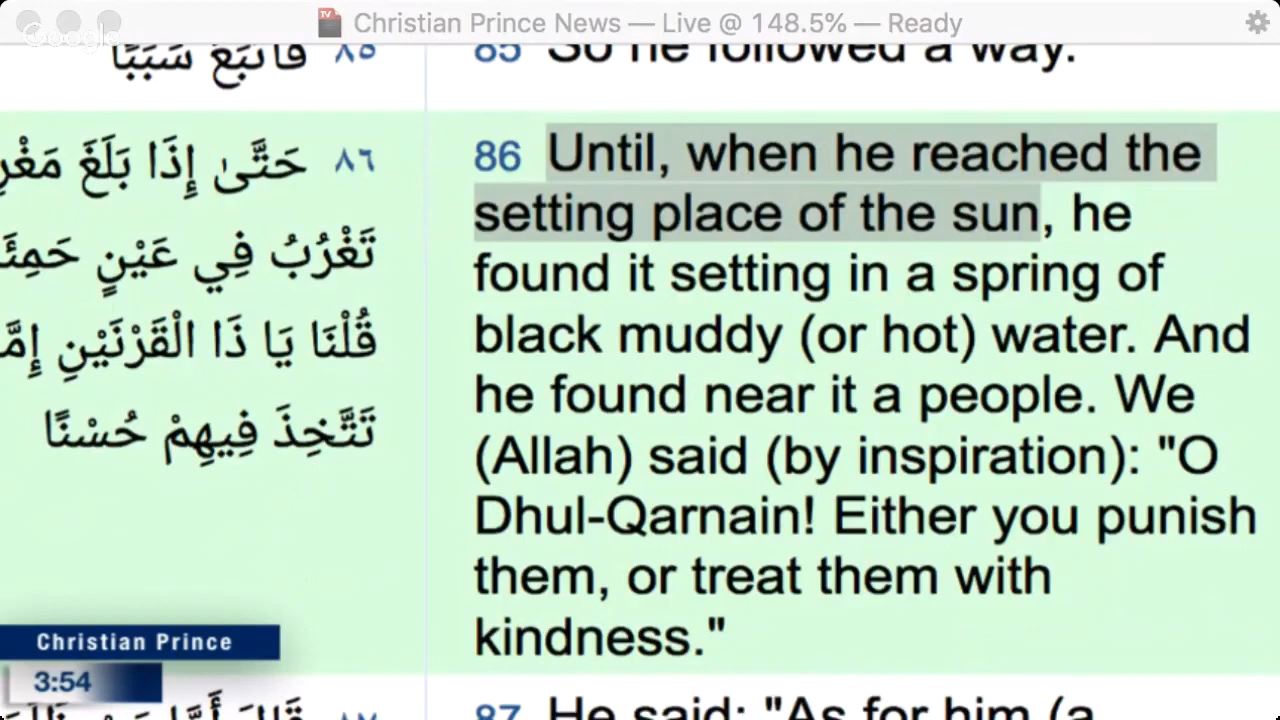 Christian Prince News — Live @ 148.5% — Ready
Google
فَأَتْبَعَ سَبَبًا ٨٥
85 So he followed a way.
٨٦ حَتَّىٰ إِذَا بَلَغَ
تَغْرُبُ فِي عَيْنٍ
قُلْنَا يَا ذَا الْقَرْنَيْنِ
تَتَّخِذَ فِيهِمْ حُسْنًا
86 Until, when he reached the
setting place of the sun, he
found it setting in a spring of
black muddy (or hot) water. And
he found near it a people. We
(Allah) said (by inspiration): "O
Dhul-Qarnain! Either you punish
them, or treat them with
kindness."
87 He said: "As for him (a
Christian Prince
3:54